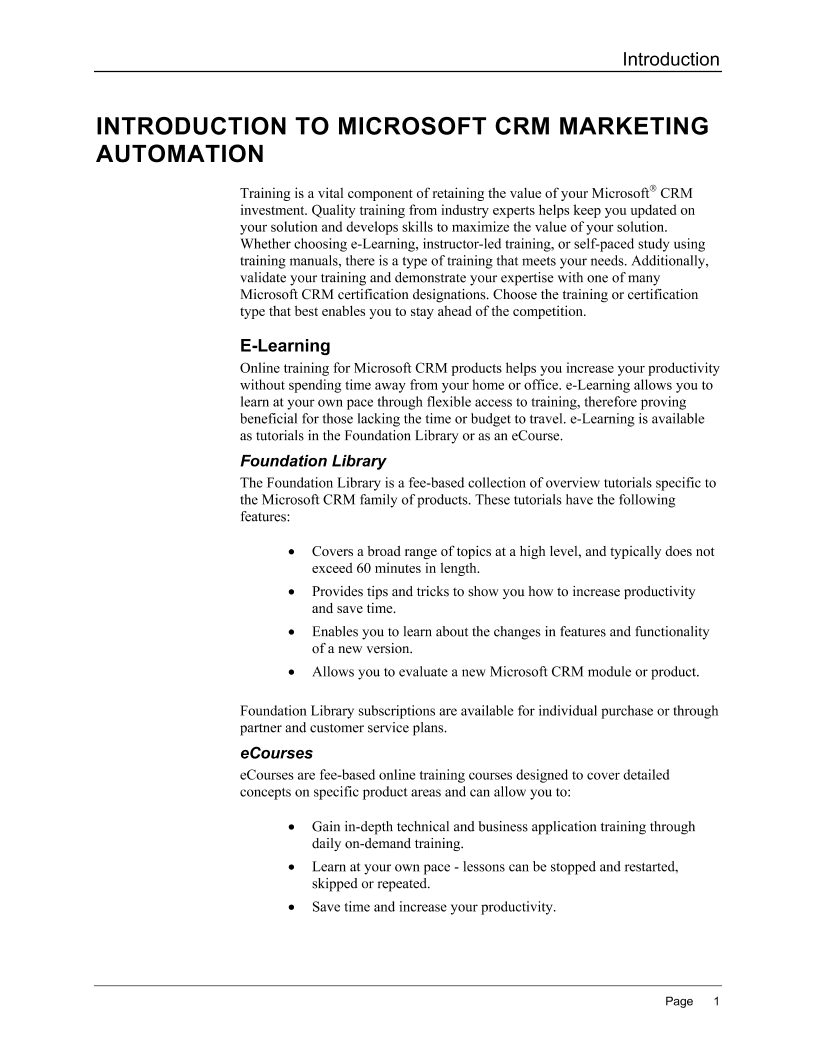 Introduction
INTRODUCTION TO MICROSOFT CRM MARKETING
AUTOMATION
Training is a vital component of retaining the value of your Microsoft® CRM
investment. Quality training from industry experts helps keep you updated on
your solution and develops skills to maximize the value of your solution.
Whether choosing e-Learning, instructor-led training, or self-paced study using
training manuals, there is a type of training that meets your needs. Additionally,
validate your training and demonstrate your expertise with one of many
Microsoft CRM certification designations. Choose the training or certification
type that best enables you to stay ahead of the competition.
E-Learning
Online training for Microsoft CRM products helps you increase your productivity
without spending time away from your home or office. e-Learning allows you to
learn at your own pace through flexible access to training, therefore proving
beneficial for those lacking the time or budget to travel. e-Learning is available
as tutorials in the Foundation Library or as an eCourse.
Foundation Library
The Foundation Library is a fee-based collection of overview tutorials specific to
the Microsoft CRM family of products. These tutorials have the following
features:
• Covers a broad range of topics at a high level, and typically does not
exceed 60 minutes in length.
• Provides tips and tricks to show you how to increase productivity
and save time.
• Enables you to learn about the changes in features and functionality
of a new version.
• Allows you to evaluate a new Microsoft CRM module or product.
Foundation Library subscriptions are available for individual purchase or through
partner and customer service plans.
eCourses
eCourses are fee-based online training courses designed to cover detailed
concepts on specific product areas and can allow you to:
• Gain in-depth technical and business application training through
daily on-demand training.
• Learn at your own pace - lessons can be stopped and restarted,
skipped or repeated.
• Save time and increase your productivity.
Page 1